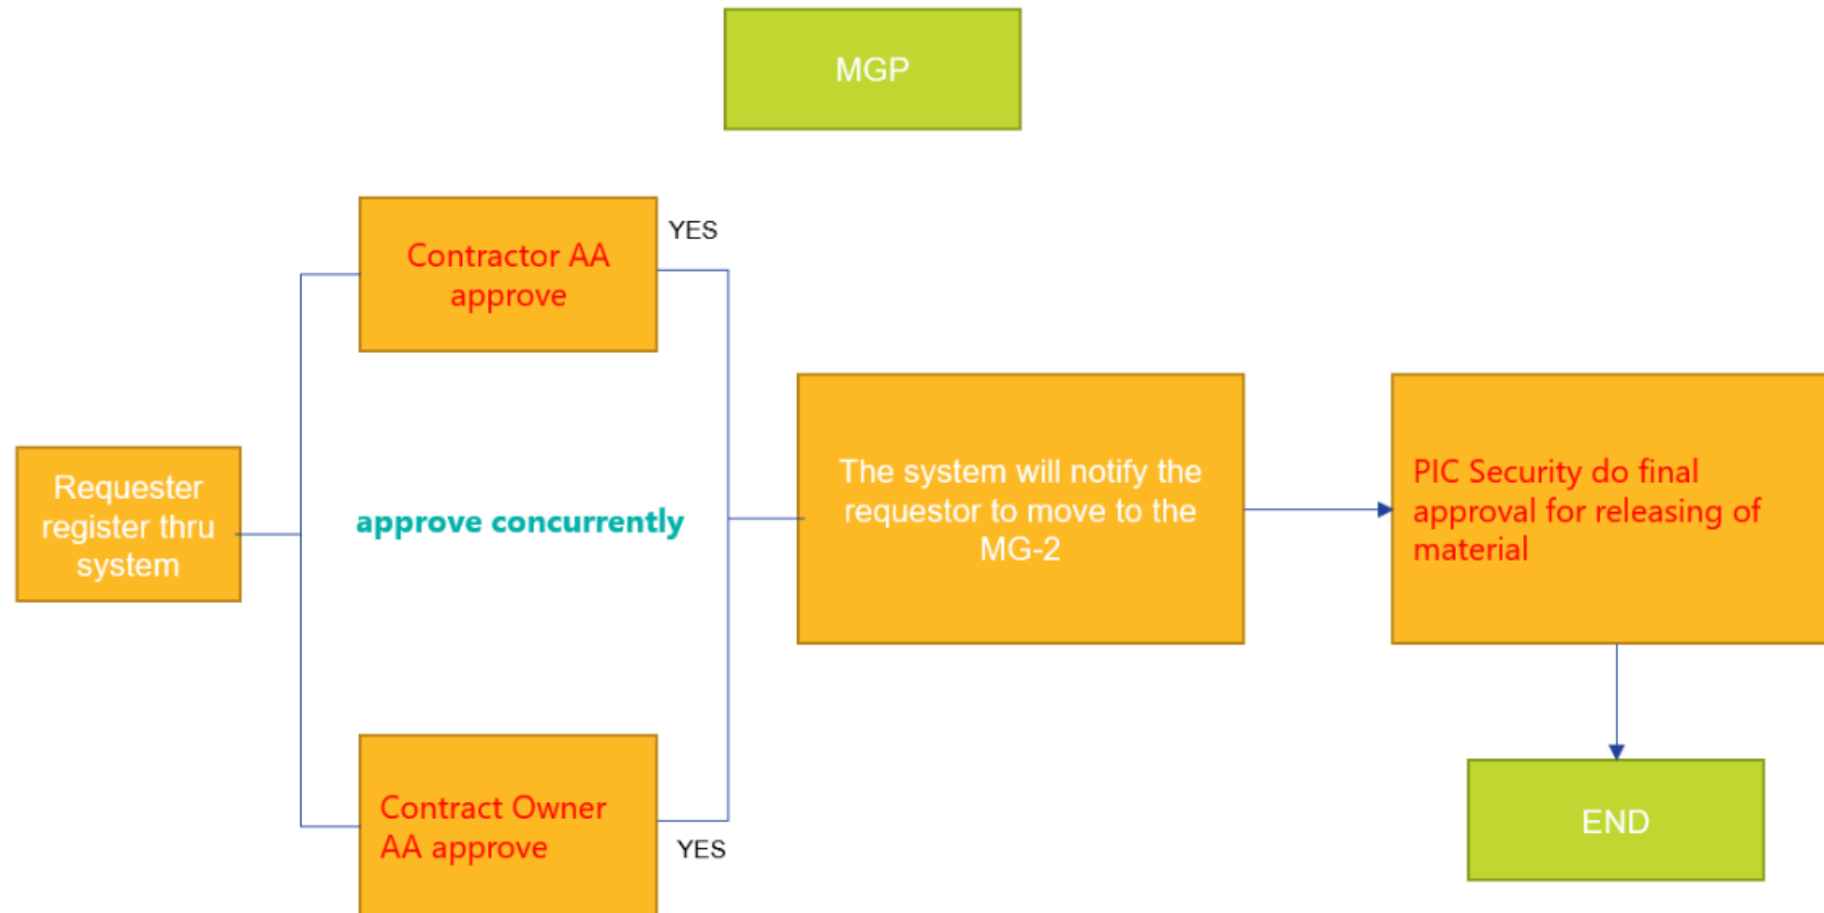 MGP
YES
Contractor AA
approve
Requester
register thru
system
approve concurrently
The system will notify the
requestor to move to the
MG-2
PIC Security do final
approval for releasing of
material
Contract Owner
AA approve
YES
END